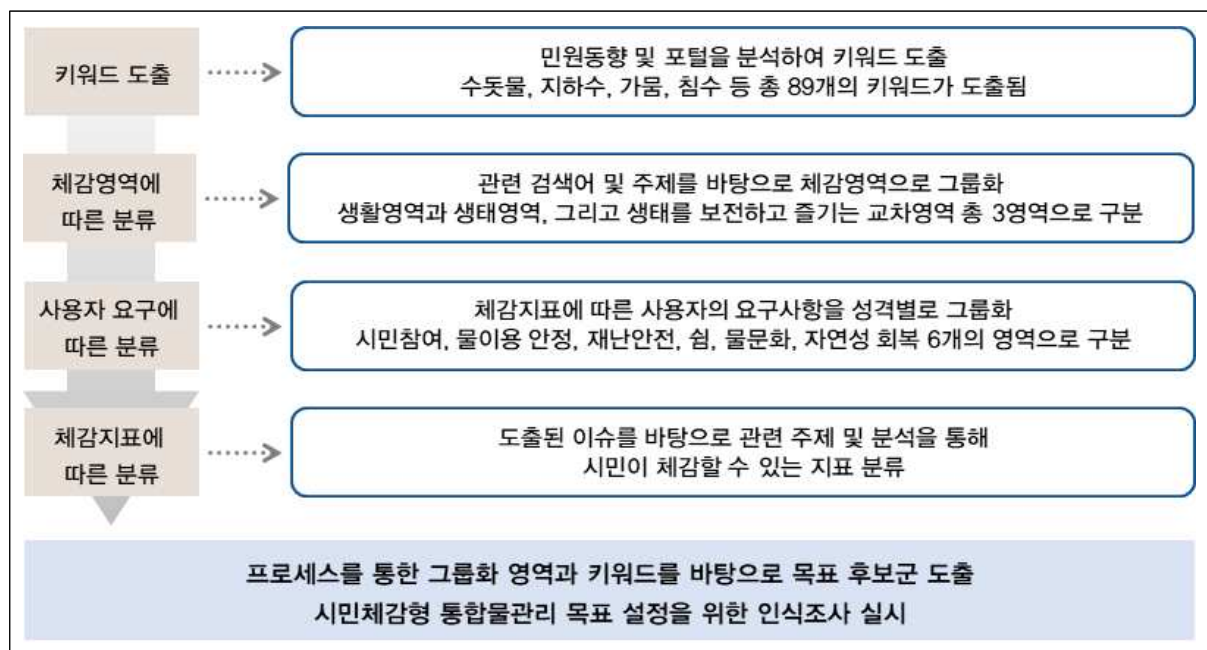 키워드 도출
민원동향 및 포털을 분석하여 키워드 도출
수돗물, 지하수, 가뭄, 침수 등 총 89개의 키워드가 도출됨
체감영역에
따른 분류
관련 검색어 및 주제를 바탕으로 체감영역으로 그룹화
생활영역과 생태영역, 그리고 생태를 보전하고 즐기는 교차영역 총 3영역으로 구분
사용자 요구에
따른 분류
체감지표에 따른 사용자의 요구사항을 성격별로 그룹화
시민참여, 물이용 안정, 재난안전, 쉼, 물문화, 자연성 회복 6개의 영역으로 구분
체감지표에
따른 분류
도출된 이슈를 바탕으로 관련 주제 및 분석을 통해
시민이 체감할 수 있는 지표 분류
프로세스를 통한 그룹화 영역과 키워드를 바탕으로 목표 후보군 도출
시민체감형 통합물관리 목표 설정을 위한 인식조사 실시